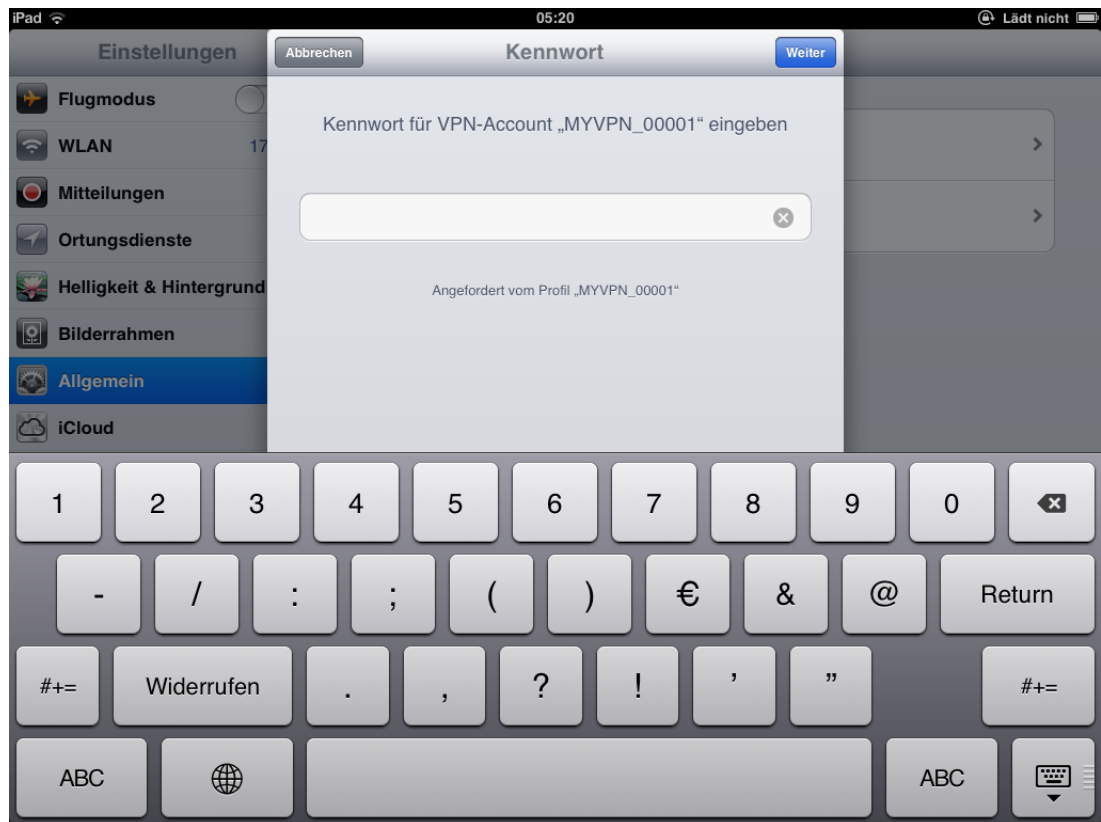 iPad 05:20 Lädt nicht
Einstellungen
Abbrechen Kennwort Weiter
Flugmodus
Kennwort für VPN-Account „MYVPN_00001“ eingeben
WLAN 17
Mitteilungen
Ortungsdienste
Helligkeit & Hintergrund
Angefordert vom Profil „MYVPN_00001“
Bilderrahmen
Allgemein
iCloud
1 2 3 4 5 6 7 8 9 0
- / : ; ( ) € & @ Return
#+= Widerrufen . , ? ! ’ ” #+=
ABC ABC